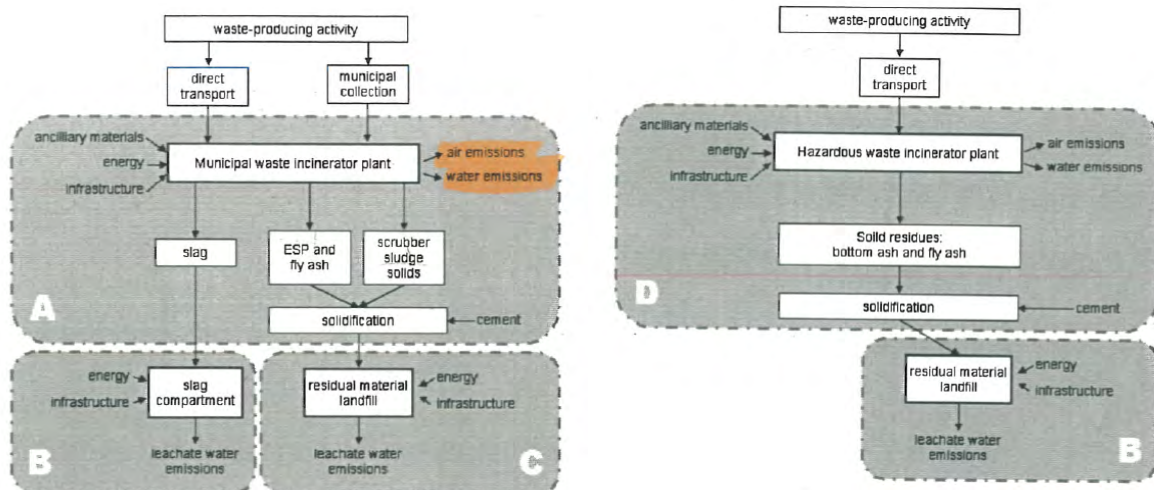 waste-producing activity
direct
transport
municipal
collection
ancilliary materials
energy
infrastructure
Municipal waste incinerator plant
air emissions
water emissions
slag
ESP and
fly ash
scrubber
sludge
solids
solidification
cement
A
energy
infrastructure
slag
compartment
leachate water
emissions
B
residual material
landfill
energy
infrastructure
leachate water
emissions
C
waste-producing activity
direct
transport
ancilliary materials
energy
infrastructure
Hazardous waste incinerator plant
air emissions
water emissions
Solid residues:
bottom ash and fly ash
solidification
cement
D
residual material
landfill
energy
infrastructure
leachate water
emissions
B